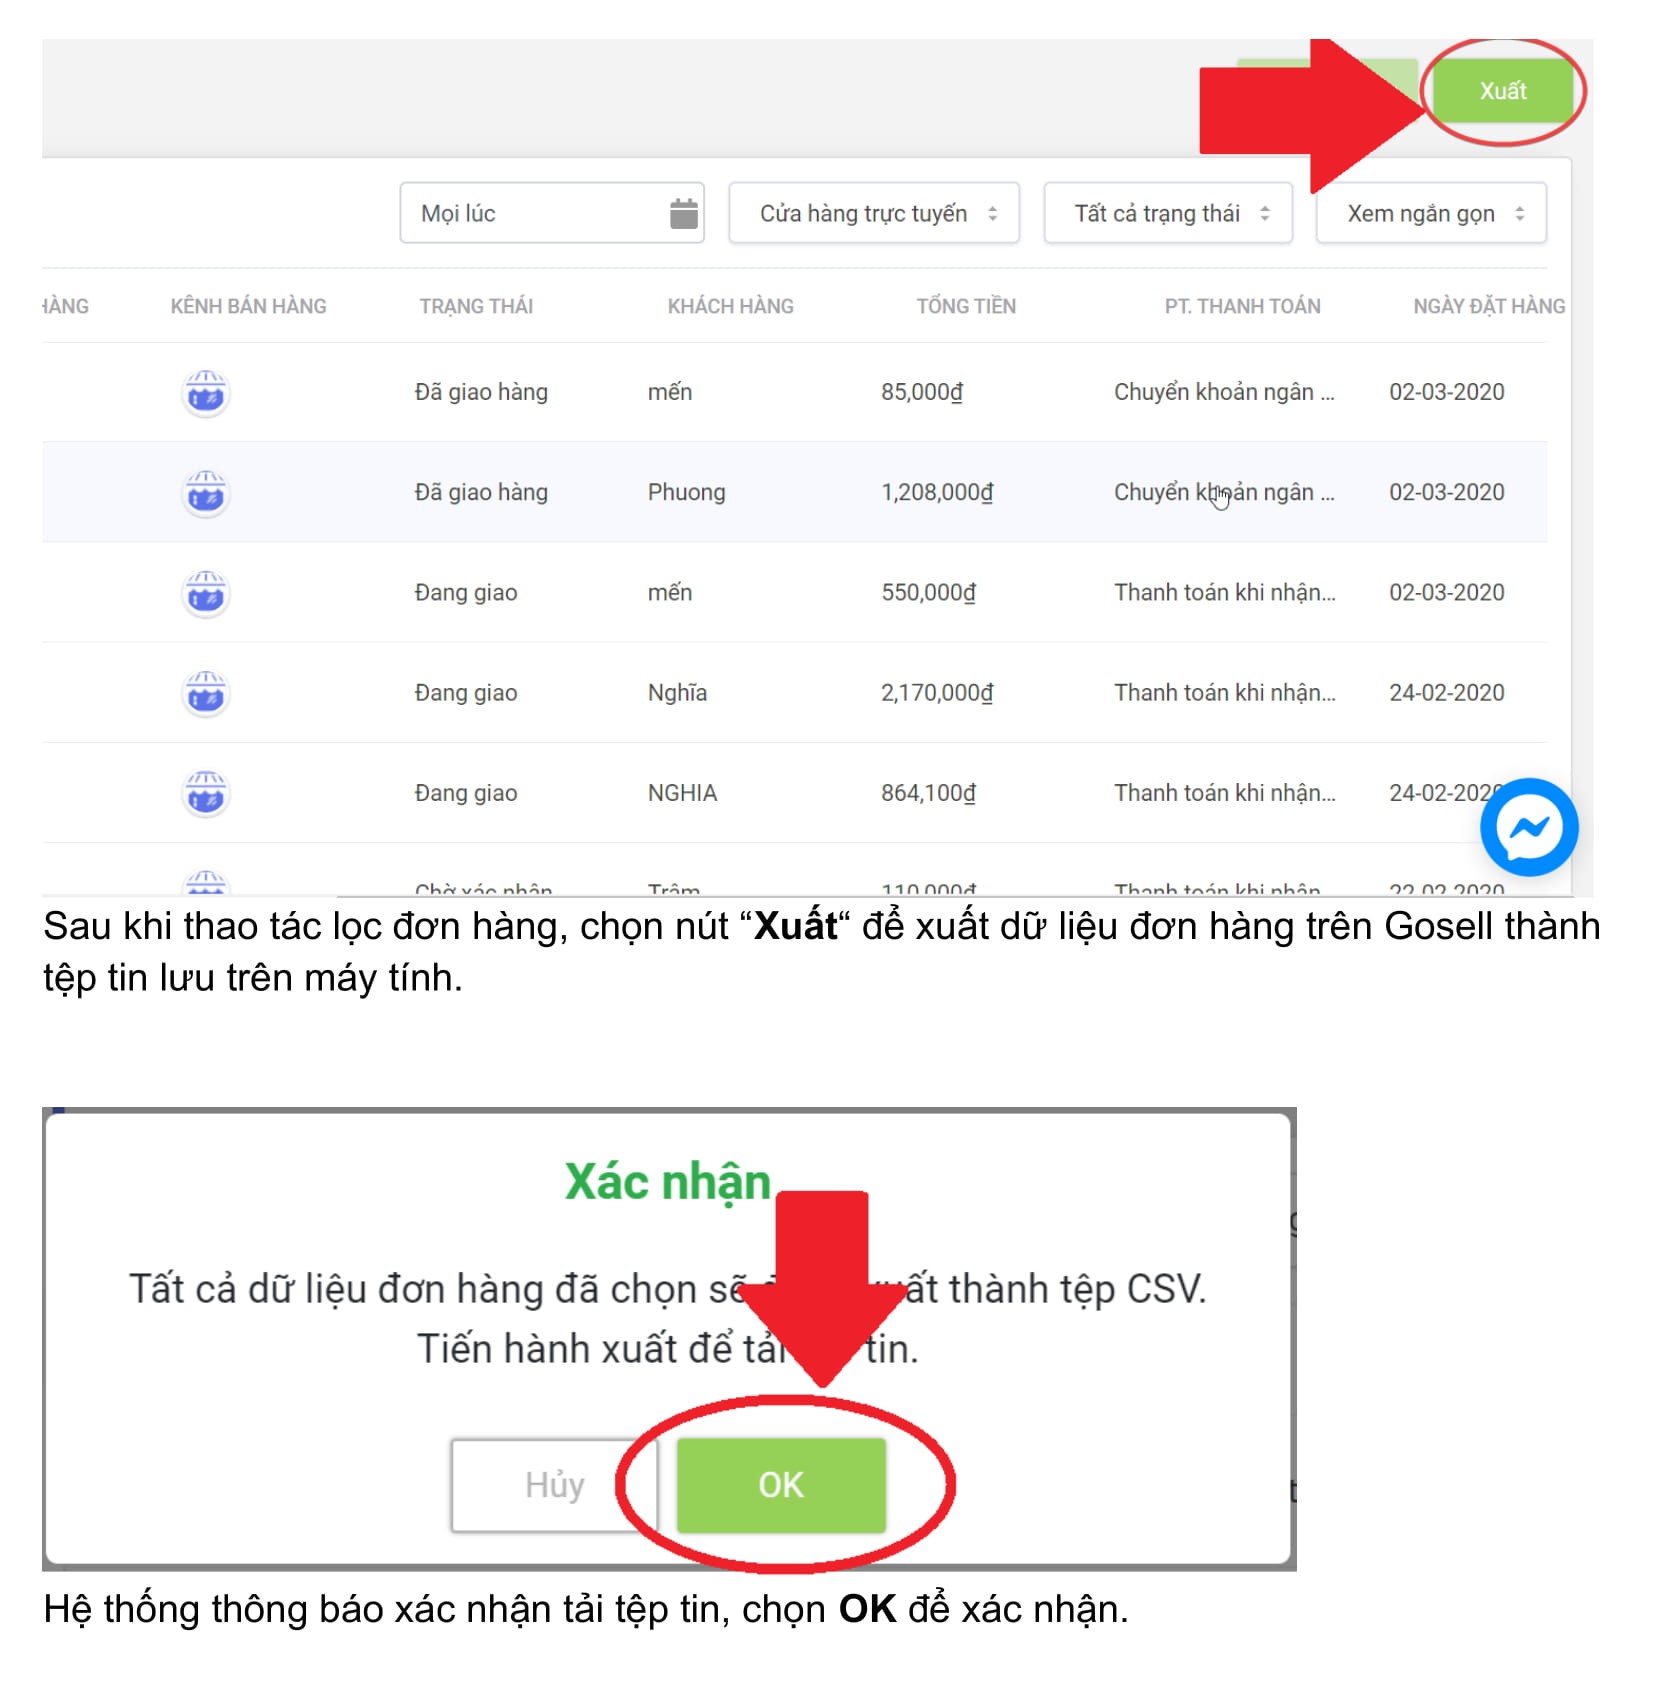 Xuất
Mọi lúc
Cửa hàng trực tuyến
Tất cả trạng thái
Xem ngắn gọn
HÀNG KÊNH BÁN HÀNG TRẠNG THÁI KHÁCH HÀNG TỔNG TIỀN PT. THANH TOÁN NGÀY ĐẶT HÀNG
Đã giao hàng mến 85,000₫ Chuyển khoản ngân ... 02-03-2020
Đã giao hàng Phuong 1,208,000₫ Chuyển khoản ngân ... 02-03-2020
Đang giao mến 550,000₫ Thanh toán khi nhận... 02-03-2020
Đang giao Nghĩa 2,170,000₫ Thanh toán khi nhận... 24-02-2020
Đang giao NGHIA 864,100₫ Thanh toán khi nhận... 24-02-2020
Chờ xác nhận Trâm 110,000₫ Thanh toán khi nhận 22-02-2020
Sau khi thao tác lọc đơn hàng, chọn nút “Xuất“ để xuất dữ liệu đơn hàng trên Gosell thành
tệp tin lưu trên máy tính.
Xác nhận
Tất cả dữ liệu đơn hàng đã chọn sẽ thành tệp CSV.
Tiến hành xuất để tải tin.
Hủy
OK
Hệ thống thông báo xác nhận tải tệp tin, chọn OK để xác nhận.